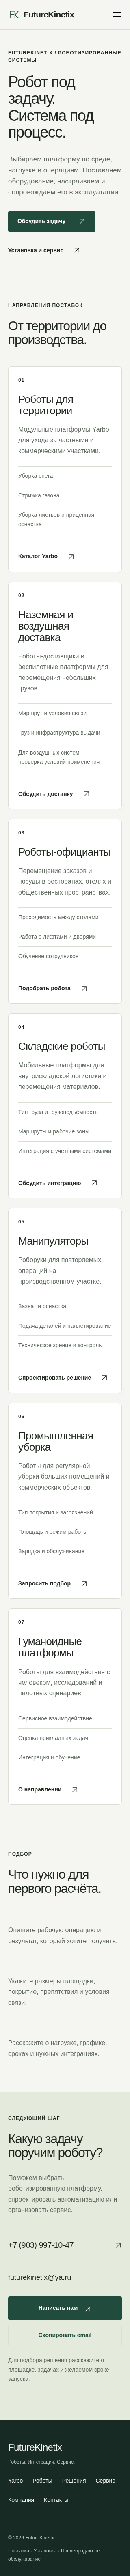 FK FutureKinetix
FUTUREKINETIX / РОБОТИЗИРОВАННЫЕ
СИСТЕМЫ
Робот под
задачу.
Система под
процесс.
Выбираем платформу по среде,
нагрузке и операциям. Поставляем
оборудование, настраиваем и
сопровождаем его в эксплуатации.
Обсудить задачу
Установка и сервис
НАПРАВЛЕНИЯ ПОСТАВОК
От территории до
производства.
01
Роботы для
территории
Модульные платформы Yarbo
для ухода за частными и
коммерческими участками.
Уборка снега
Стрижка газона
Уборка листьев и прицепная
оснастка
Каталог Yarbo
02
Наземная и
воздушная
доставка
Роботы-доставщики и
беспилотные платформы для
перемещения небольших
грузов.
Маршрут и условия связи
Груз и инфраструктура выдачи
Для воздушных систем —
проверка условий применения
Обсудить доставку
03
Роботы-официанты
Перемещение заказов и
посуды в ресторанах, отелях и
общественных пространствах.
Проходимость между столами
Работа с лифтами и дверями
Обучение сотрудников
Подобрать робота
04
Складские роботы
Мобильные платформы для
внутрискладской логистики и
перемещения материалов.
Тип груза и грузоподъёмность
Маршруты и рабочие зоны
Интеграция с учётными системами
Обсудить интеграцию
05
Манипуляторы
Роборуки для повторяемых
операций на
производственном участке.
Захват и оснастка
Подача деталей и паллетирование
Техническое зрение и контроль
Спроектировать решение
06
Промышленная
уборка
Роботы для регулярной
уборки больших помещений и
коммерческих объектов.
Тип покрытия и загрязнений
Площадь и режим работы
Зарядка и обслуживание
Запросить подбор
07
Гуманоидные
платформы
Роботы для взаимодействия с
человеком, исследований и
пилотных сценариев.
Сервисное взаимодействие
Оценка прикладных задач
Интеграция и обучение
О направлении
ПОДБОР
Что нужно для
первого расчёта.
Опишите рабочую операцию и
результат, который хотите получить.
Укажите размеры площадки,
покрытие, препятствия и условия
связи.
Расскажите о нагрузке, графике,
сроках и нужных интеграциях.
СЛЕДУЮЩИЙ ШАГ
Какую задачу
поручим роботу?
Поможем выбрать
роботизированную платформу,
спроектировать автоматизацию или
организовать сервис.
+7 (903) 997-10-47
futurekinetix@ya.ru
Написать нам
Скопировать email
Для подбора решения расскажите о
площадке, задачах и желаемом сроке
запуска.
FutureKinetix
Роботы. Интеграция. Сервис.
Yarbo Роботы Решения Сервис
Компания Контакты
© 2026 FutureKinetix
Поставка · Установка · Послепродажное
обслуживание